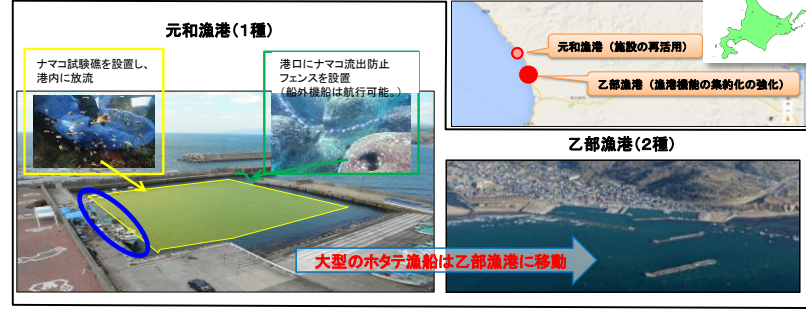 元和漁港（1種）
ナマコ試験礁を設置し、
港内に放流
港口にナマコ流出防止
フェンスを設置
（船外機船は航行可能。）
元和漁港（施設の再活用）
乙部漁港（漁港機能の集約化の強化）
乙部漁港（2種）
大型のホタテ漁船は乙部漁港に移動